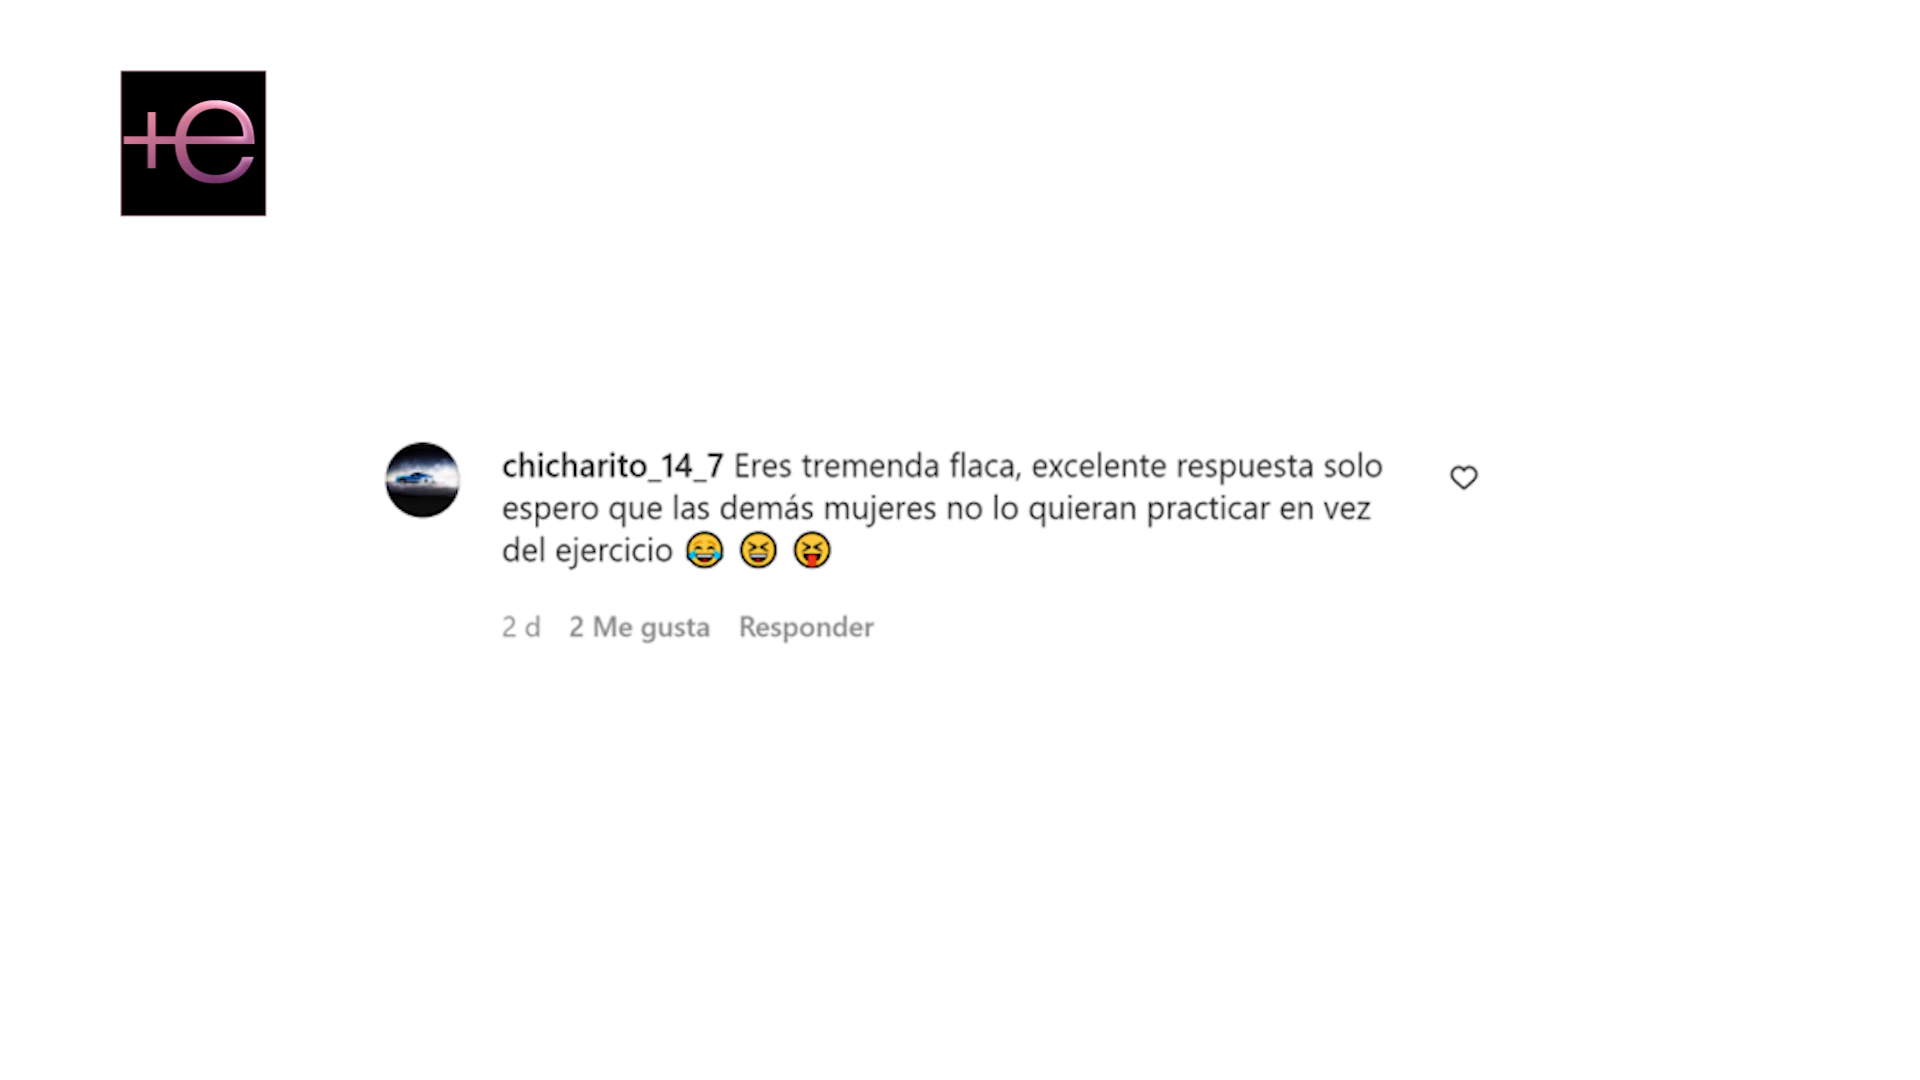 +e
chicharito_14_7 Eres tremenda flaca, excelente respuesta solo
espero que las demás mujeres no lo quieran practicar en vez
del ejercicio 😂 😆 😝
2 d 2 Me gusta Responder